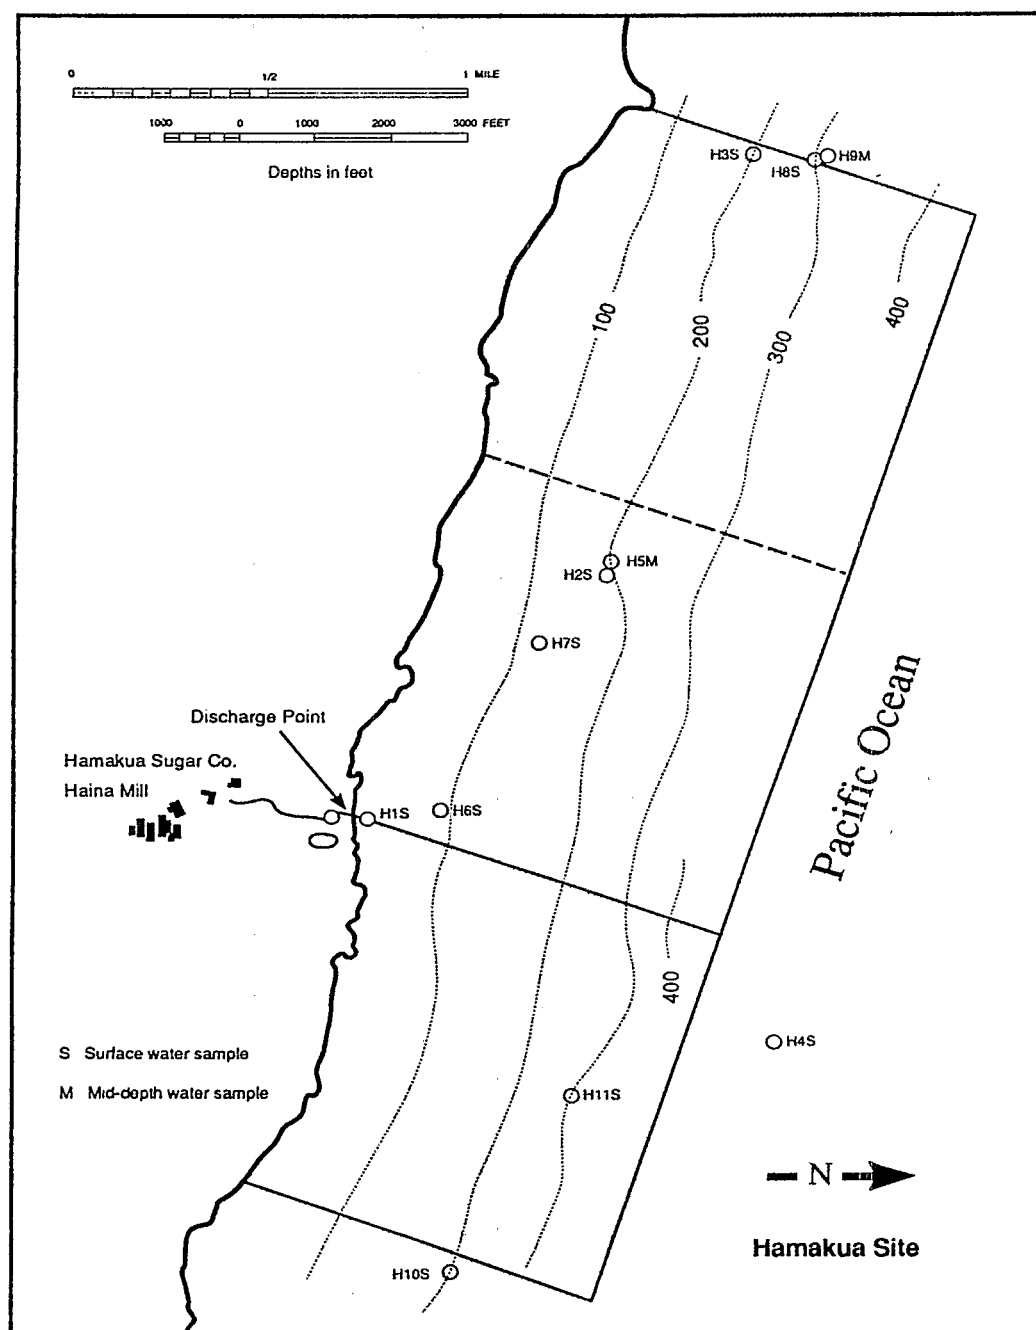 0 1/2 1 MILE
1000 0 1000 2000 3000 FEET
Depths in feet
H3S
H8S
H9M
100
200
300
400
H5M
H2S
H7S
Discharge Point
Hamakua Sugar Co.
Haina Mill
H1S
H6S
Pacific Ocean
400
H4S
S Surface water sample
M Mid-depth water sample
H11S
N
Hamakua Site
H10S